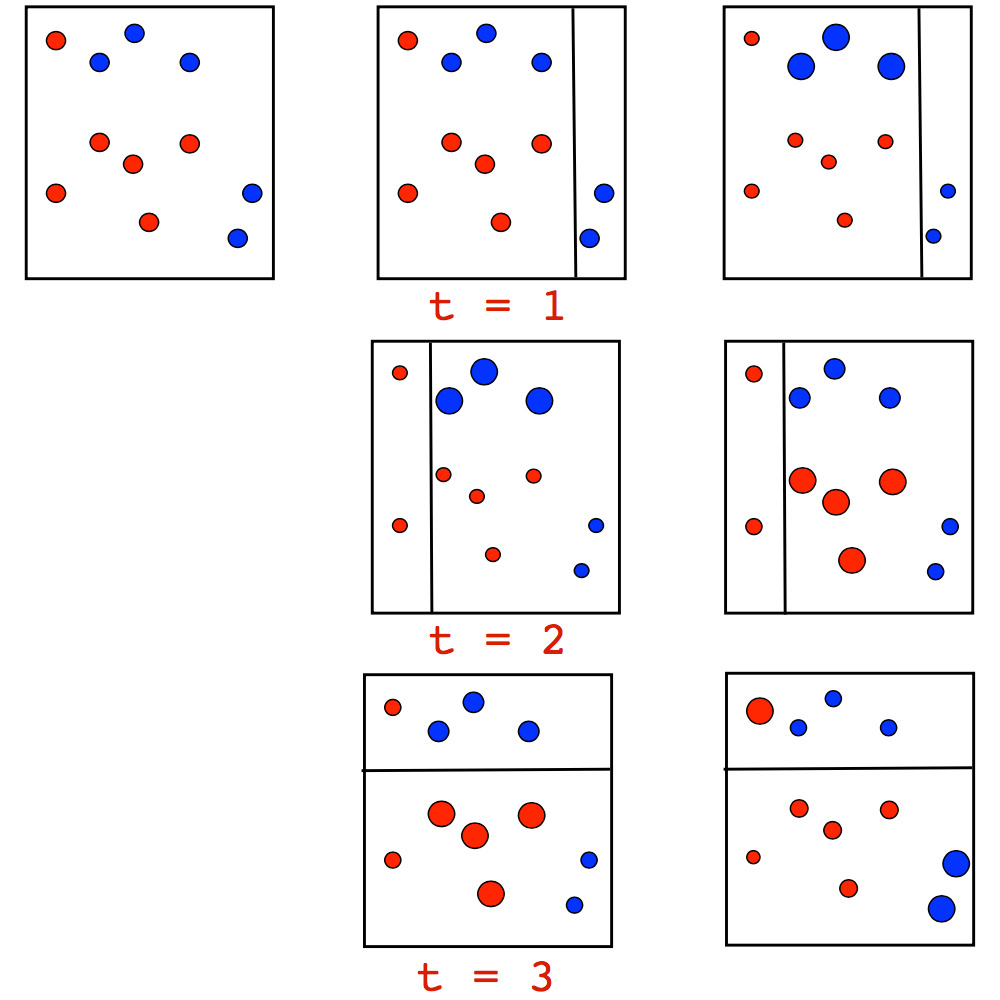 t = 1
t = 2
t = 3